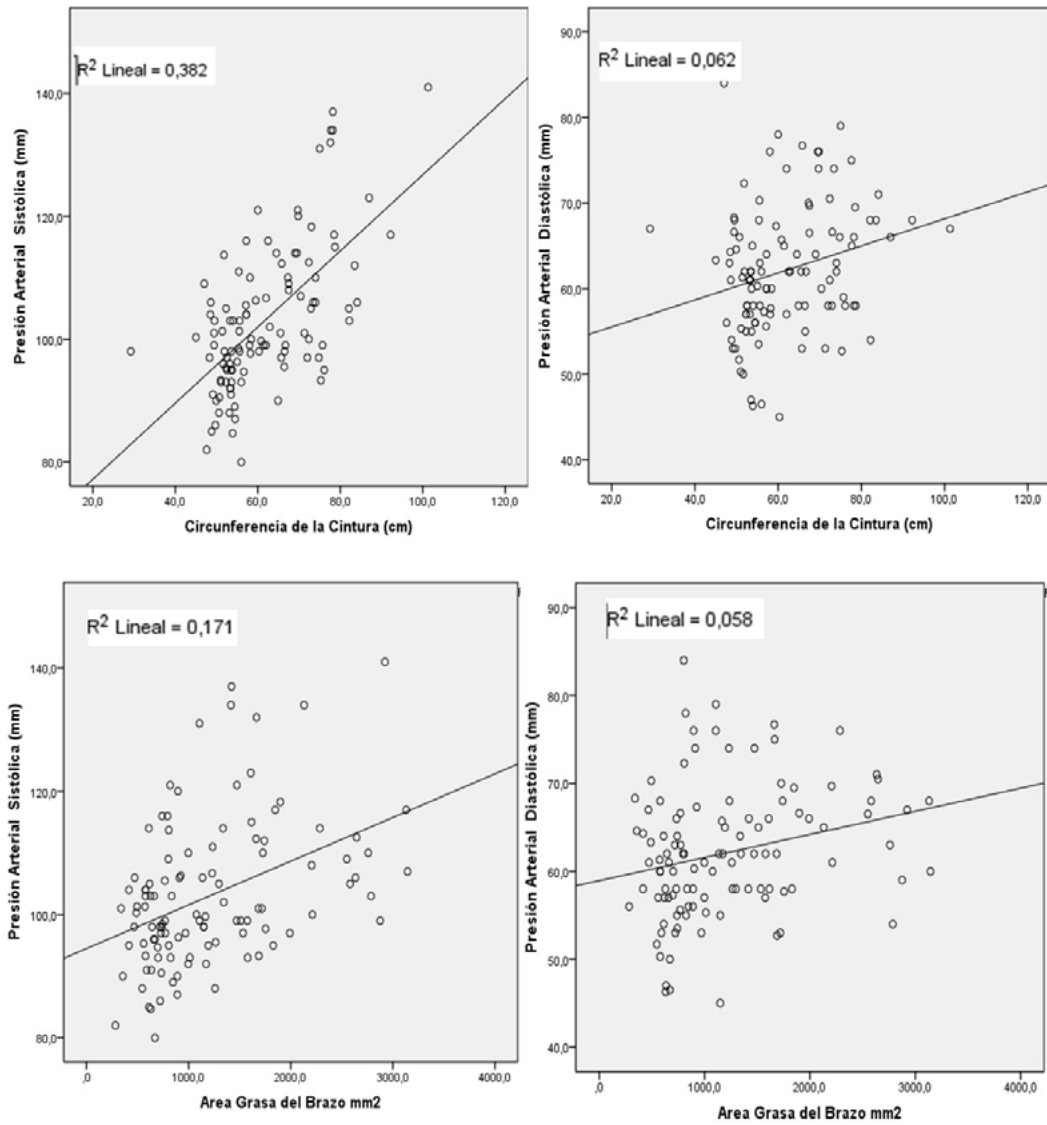 R² Lineal = 0,382
Presión Arterial Sistólica (mm)
140,0
120,0
100,0
80,0
20,0 40,0 60,0 80,0 100,0 120,0
Circunferencia de la Cintura (cm)
R² Lineal = 0,062
Presión Arterial Diastólica (mm)
90,0
80,0
70,0
60,0
50,0
40,0
20,0 40,0 60,0 80,0 100,0 120,0
Circunferencia de la Cintura (cm)
R² Lineal = 0,171
Presión Arterial Sistólica (mm)
140,0
120,0
100,0
80,0
,0 1000,0 2000,0 3000,0 4000,0
Area Grasa del Brazo mm2
R² Lineal = 0,058
Presión Arterial Diastólica (mm)
90,0
80,0
70,0
60,0
50,0
40,0
,0 1000,0 2000,0 3000,0 4000,0
Area Grasa del Brazo mm2